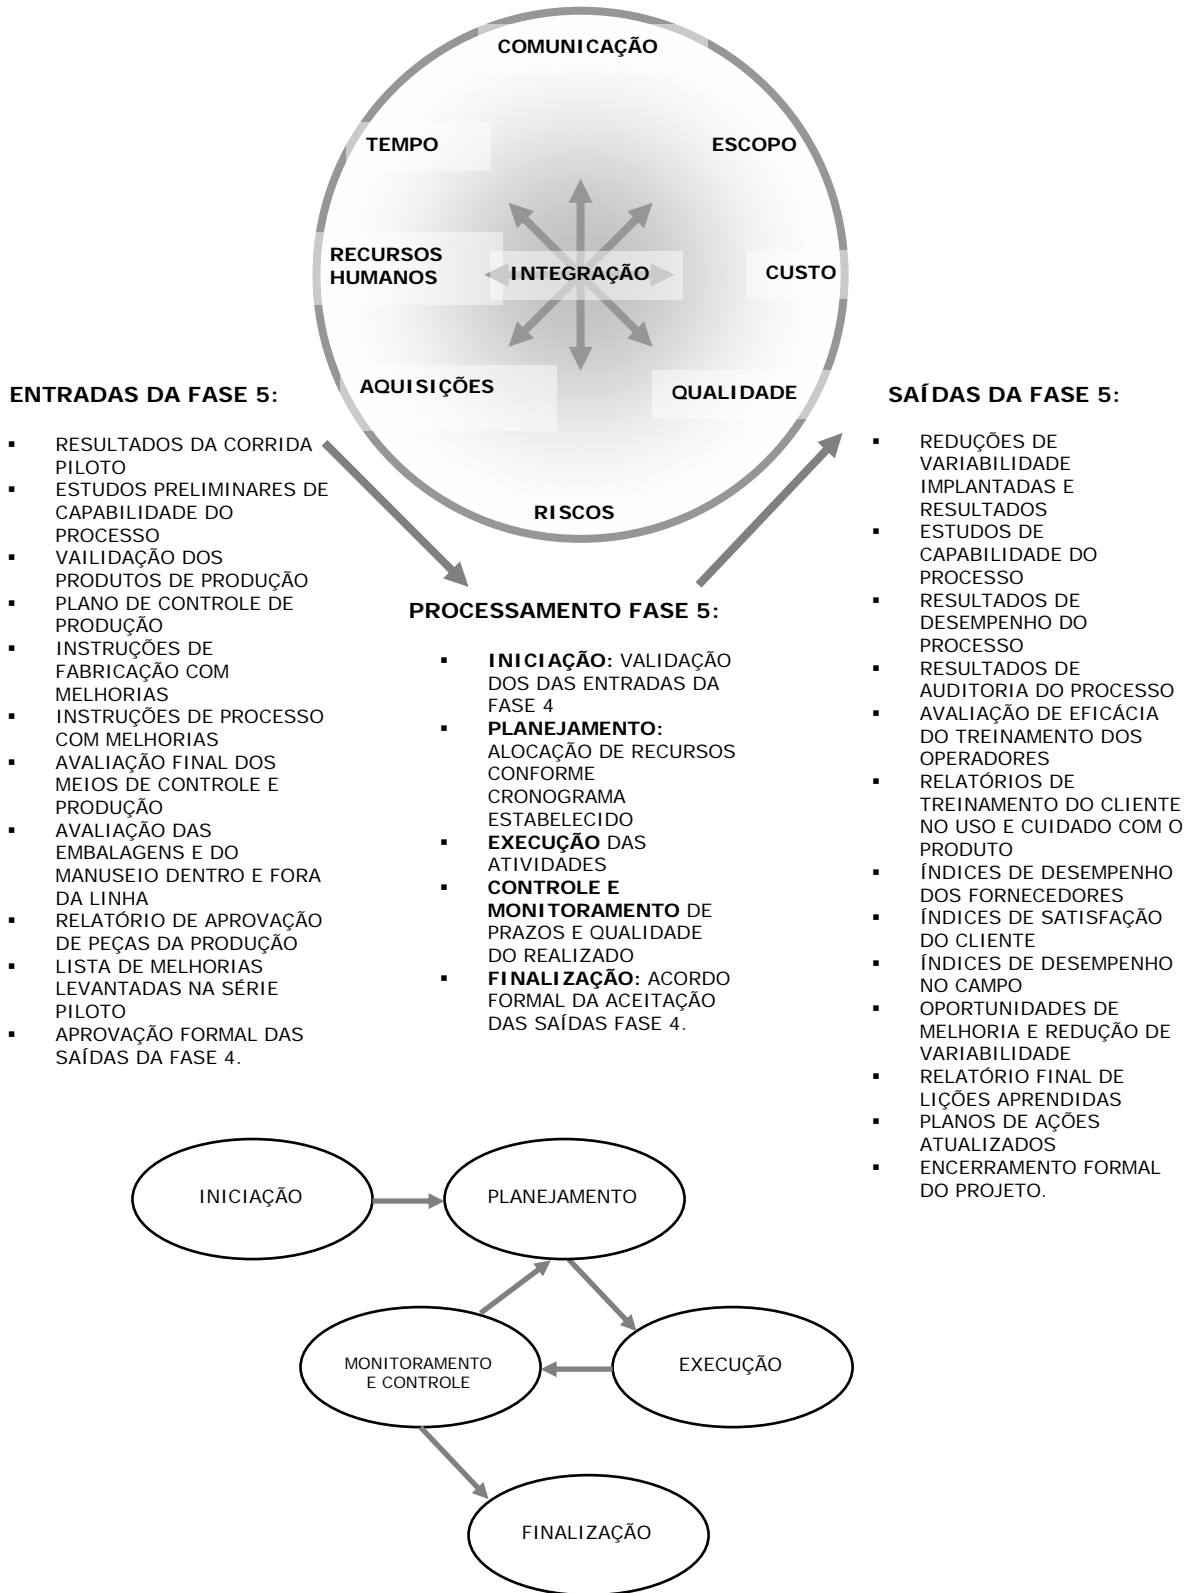 COMUNICAÇÃO
TEMPO
ESCOPO
RECURSOS
HUMANOS
INTEGRAÇÃO
CUSTO
AQUISIÇÕES
QUALIDADE
RISCOS
ENTRADAS DA FASE 5:
▪ RESULTADOS DA CORRIDA
PILOTO
▪ ESTUDOS PRELIMINARES DE
CAPABILIDADE DO
PROCESSO
▪ VAILIDAÇÃO DOS
PRODUTOS DE PRODUÇÃO
▪ PLANO DE CONTROLE DE
PRODUÇÃO
▪ INSTRUÇÕES DE
FABRICAÇÃO COM
MELHORIAS
▪ INSTRUÇÕES DE PROCESSO
COM MELHORIAS
▪ AVALIAÇÃO FINAL DOS
MEIOS DE CONTROLE E
PRODUÇÃO
▪ AVALIAÇÃO DAS
EMBALAGENS E DO
MANUSEIO DENTRO E FORA
DA LINHA
▪ RELATÓRIO DE APROVAÇÃO
DE PEÇAS DA PRODUÇÃO
▪ LISTA DE MELHORIAS
LEVANTADAS NA SÉRIE
PILOTO
▪ APROVAÇÃO FORMAL DAS
SAÍDAS DA FASE 4.
PROCESSAMENTO FASE 5:
▪ INICIAÇÃO: VALIDAÇÃO
DOS DAS ENTRADAS DA
FASE 4
▪ PLANEJAMENTO:
ALOCAÇÃO DE RECURSOS
CONFORME
CRONOGRAMA
ESTABELECIDO
▪ EXECUÇÃO DAS
ATIVIDADES
▪ CONTROLE E
MONITORAMENTO DE
PRAZOS E QUALIDADE
DO REALIZADO
▪ FINALIZAÇÃO: ACORDO
FORMAL DA ACEITAÇÃO
DAS SAÍDAS FASE 4.
SAÍDAS DA FASE 5:
▪ REDUÇÕES DE
VARIABILIDADE
IMPLANTADAS E
RESULTADOS
▪ ESTUDOS DE
CAPABILIDADE DO
PROCESSO
▪ RESULTADOS DE
DESEMPENHO DO
PROCESSO
▪ RESULTADOS DE
AUDITORIA DO PROCESSO
▪ AVALIAÇÃO DE EFICÁCIA
DO TREINAMENTO DOS
OPERADORES
▪ RELATÓRIOS DE
TREINAMENTO DO CLIENTE
NO USO E CUIDADO COM O
PRODUTO
▪ ÍNDICES DE DESEMPENHO
DOS FORNECEDORES
▪ ÍNDICES DE SATISFAÇÃO
DO CLIENTE
▪ ÍNDICES DE DESEMPENHO
NO CAMPO
▪ OPORTUNIDADES DE
MELHORIA E REDUÇÃO DE
VARIABILIDADE
▪ RELATÓRIO FINAL DE
LIÇÕES APRENDIDAS
▪ PLANOS DE AÇÕES
ATUALIZADOS
▪ ENCERRAMENTO FORMAL
DO PROJETO.
INICIAÇÃO
PLANEJAMENTO
MONITORAMENTO
E CONTROLE
EXECUÇÃO
FINALIZAÇÃO